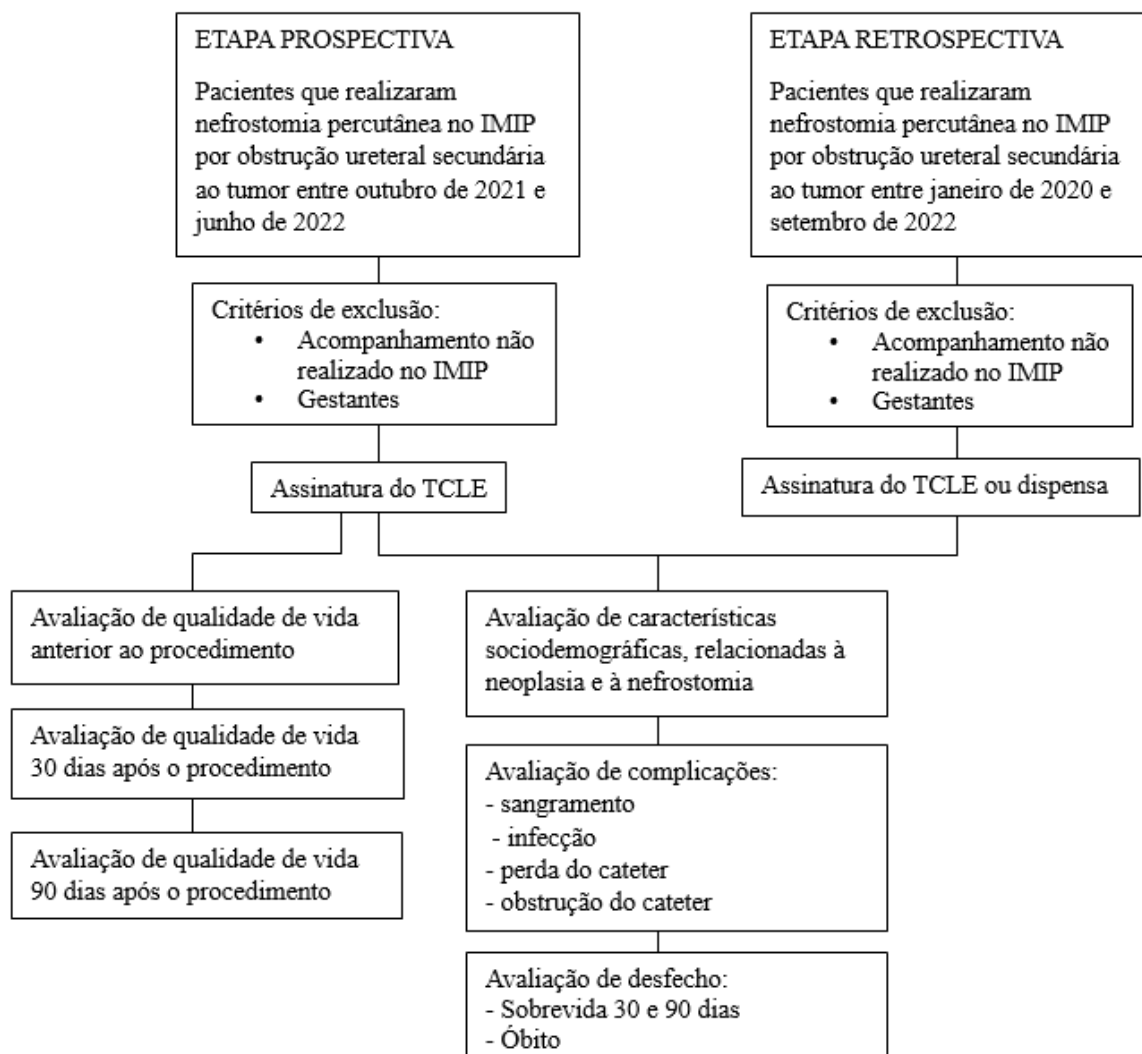 ETAPA PROSPECTIVA
Pacientes que realizaram
nefrostomia percutânea no IMIP
por obstrução ureteral secundária
ao tumor entre outubro de 2021 e
junho de 2022
ETAPA RETROSPECTIVA
Pacientes que realizaram
nefrostomia percutânea no IMIP
por obstrução ureteral secundária
ao tumor entre janeiro de 2020 e
setembro de 2022
Critérios de exclusão:
• Acompanhamento não
realizado no IMIP
• Gestantes
Critérios de exclusão:
• Acompanhamento não
realizado no IMIP
• Gestantes
Assinatura do TCLE
Assinatura do TCLE ou dispensa
Avaliação de qualidade de vida
anterior ao procedimento
Avaliação de qualidade de vida
30 dias após o procedimento
Avaliação de qualidade de vida
90 dias após o procedimento
Avaliação de características
sociodemográficas, relacionadas à
neoplasia e à nefrostomia
Avaliação de complicações:
- sangramento
- infecção
- perda do cateter
- obstrução do cateter
Avaliação de desfecho:
- Sobrevida 30 e 90 dias
- Óbito